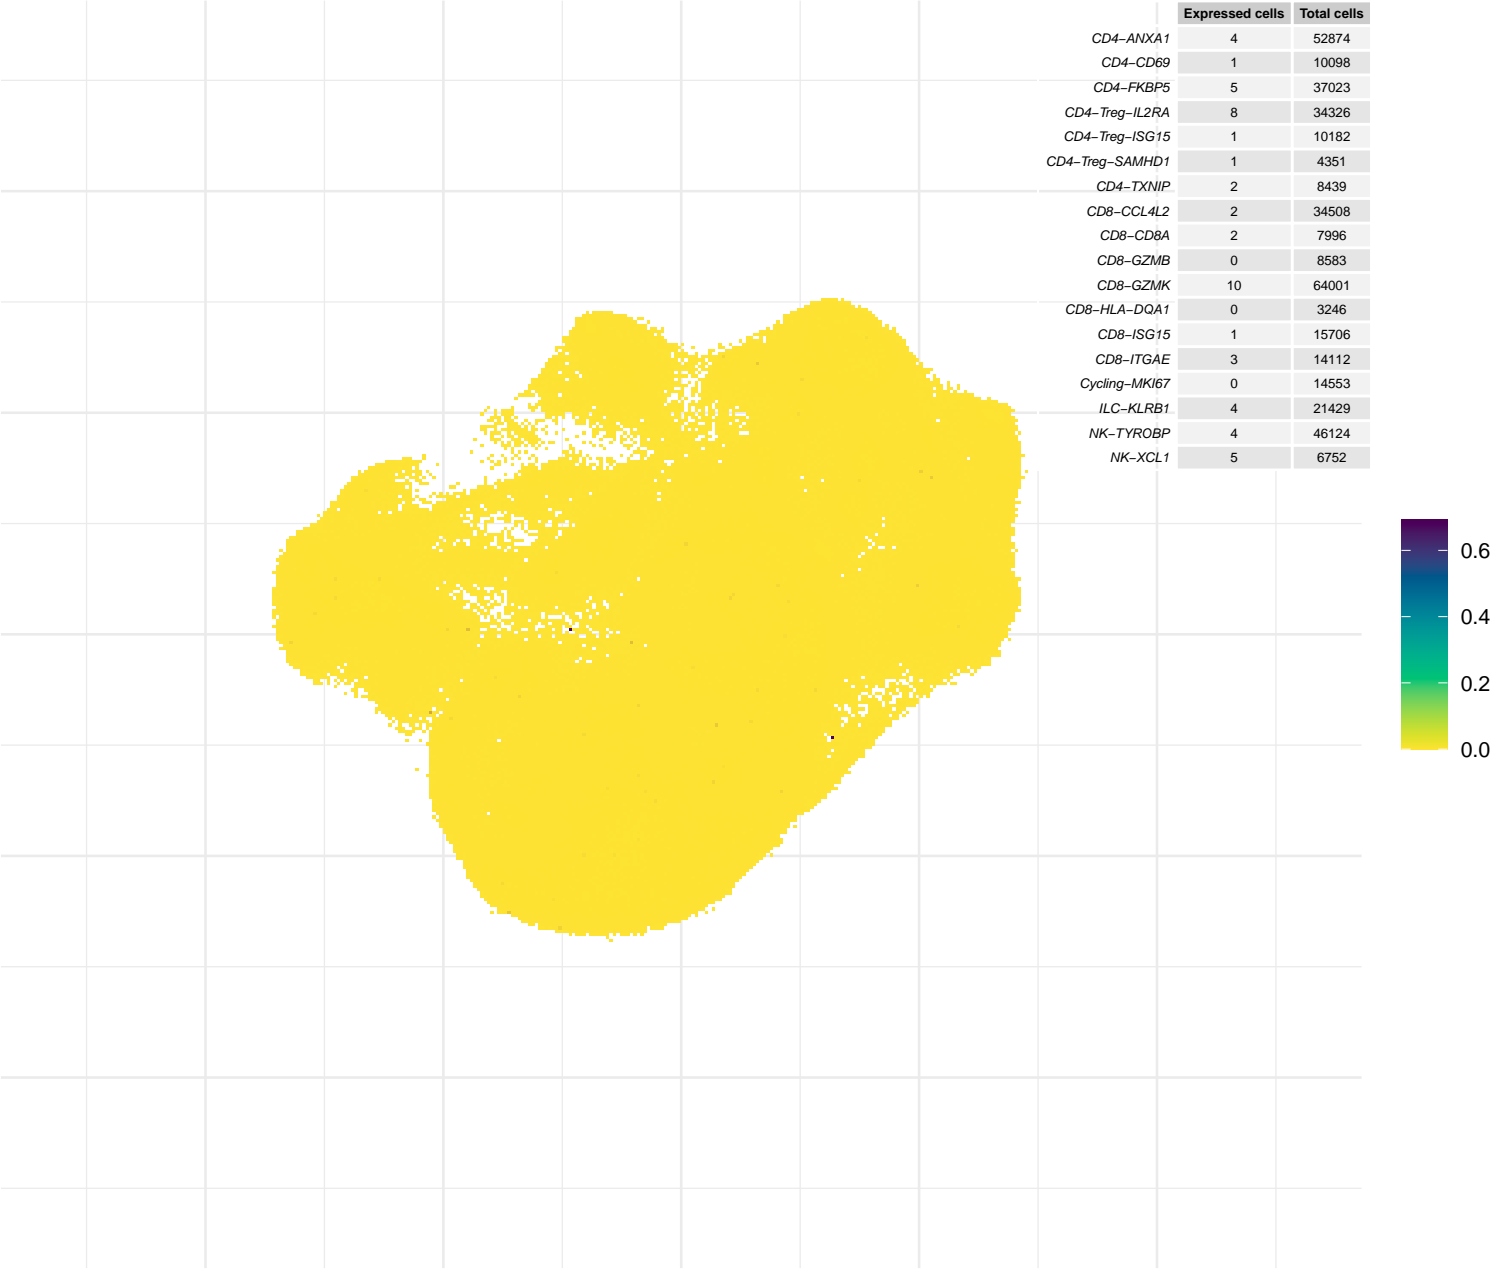 Expressed cells Total cells
CD4−ANXA1 4 52874
CD4−CD69 1 10098
CD4−FKBP5 5 37023
CD4−Treg−IL2RA 8 34326
CD4−Treg−ISG15 1 10182
CD4−Treg−SAMHD1 1 4351
CD4−TXNIP 2 8439
CD8−CCL4L2 2 34508
CD8−CD8A 2 7996
CD8−GZMB 0 8583
CD8−GZMK 10 64001
CD8−HLA−DQA1 0 3246
CD8−ISG15 1 15706
CD8−ITGAE 3 14112
Cycling−MKI67 0 14553
ILC−KLRB1 4 21429
NK−TYROBP 4 46124
NK−XCL1 5 6752
0.6
0.4
0.2
0.0